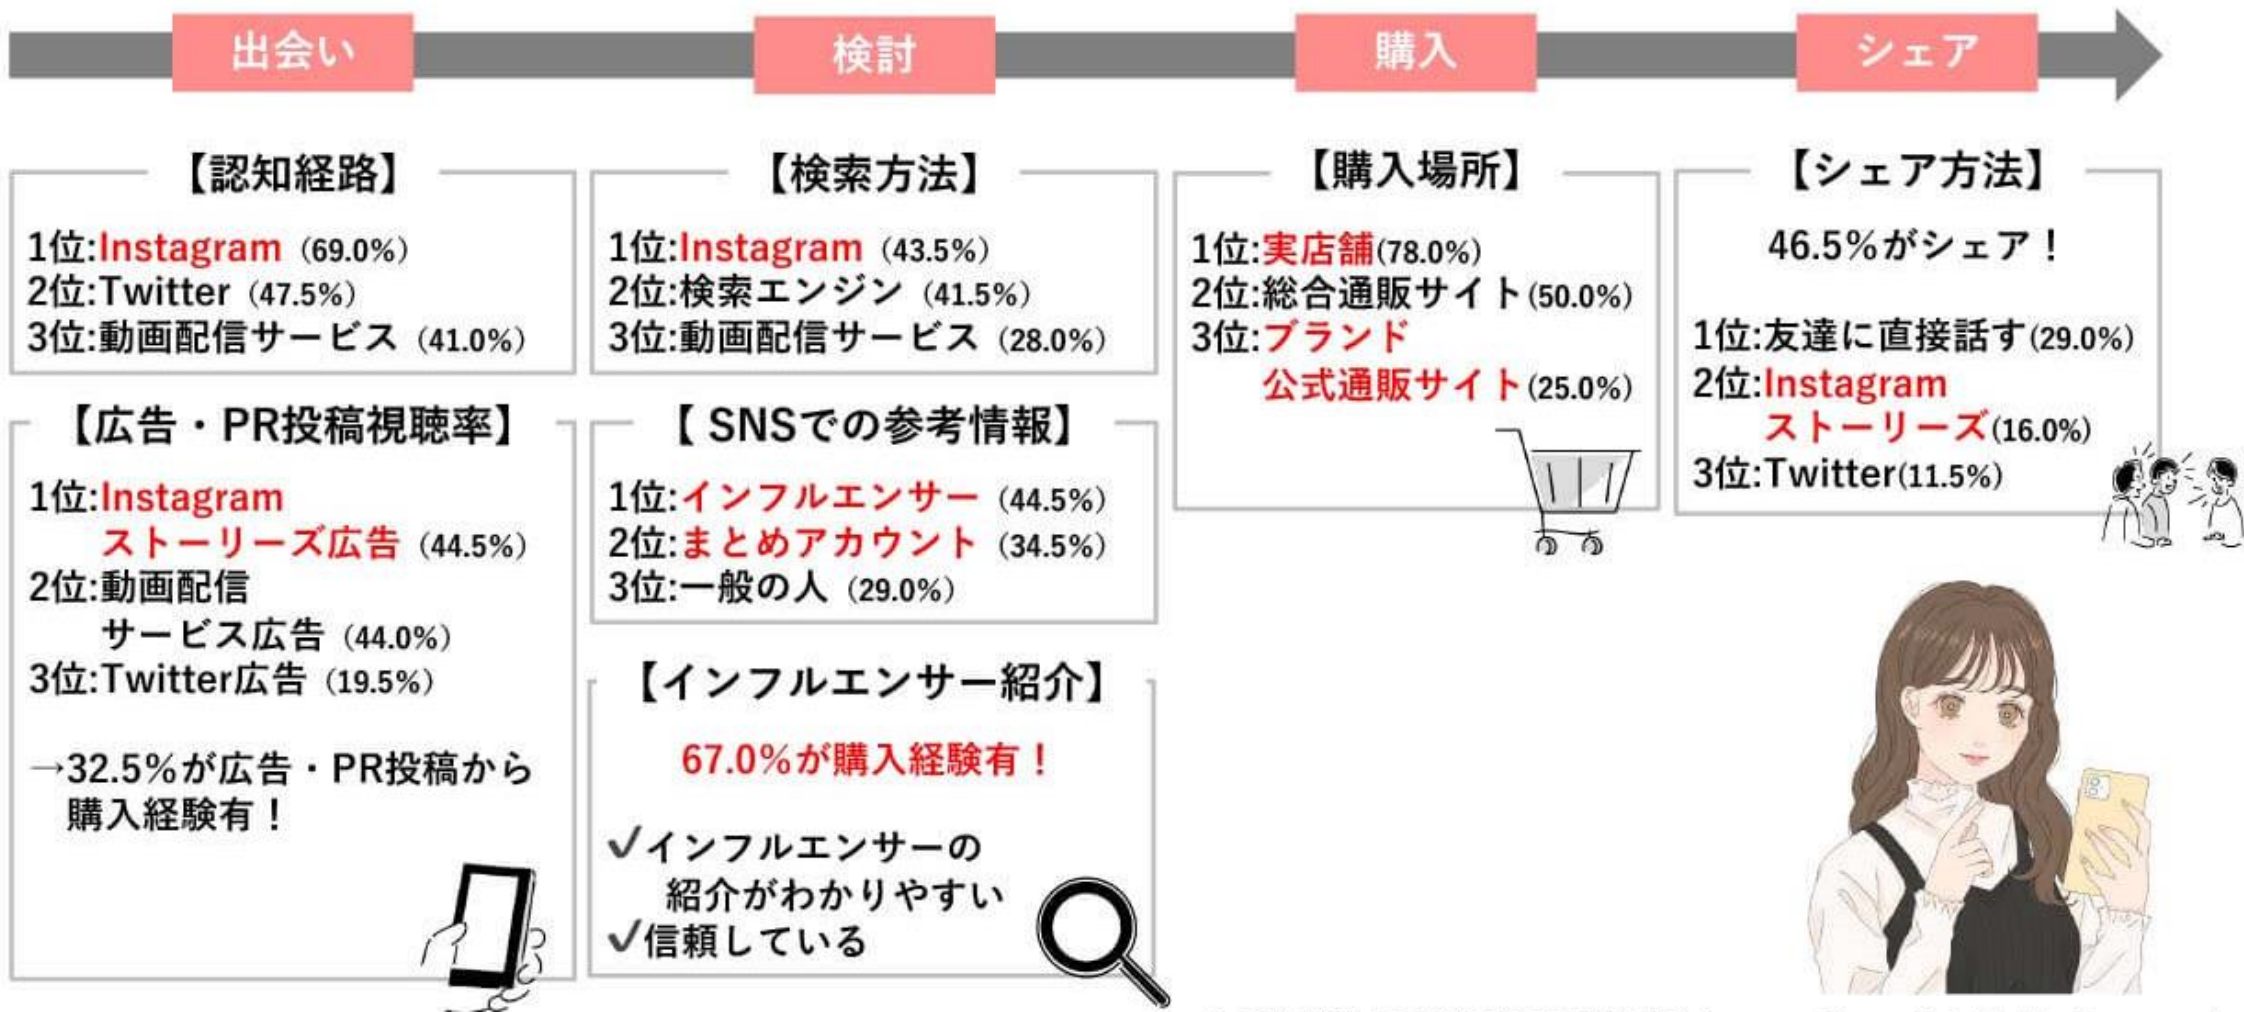 出会い
検討
購入
シェア
【認知経路】
1位:Instagram（69.0%）
2位:Twitter（47.5%）
3位:動画配信サービス（41.0%）
【広告・PR投稿視聴率】
1位:Instagram
ストーリーズ広告（44.5%）
2位:動画配信
サービス広告（44.0%）
3位:Twitter広告（19.5%）
→32.5%が広告・PR投稿から
購入経験有！
【検索方法】
1位:Instagram（43.5%）
2位:検索エンジン（41.5%）
3位:動画配信サービス（28.0%）
【 SNSでの参考情報】
1位:インフルエンサー（44.5%）
2位:まとめアカウント（34.5%）
3位:一般の人（29.0%）
【インフルエンサー紹介】
67.0%が購入経験有！
✓インフルエンサーの
紹介がわかりやすい
✓信頼している
【購入場所】
1位:実店舗(78.0%)
2位:総合通販サイト(50.0%)
3位:ブランド
公式通販サイト(25.0%)
【シェア方法】
46.5%がシェア！
1位:友達に直接話す(29.0%)
2位:Instagram
ストーリーズ(16.0%)
3位:Twitter(11.5%)